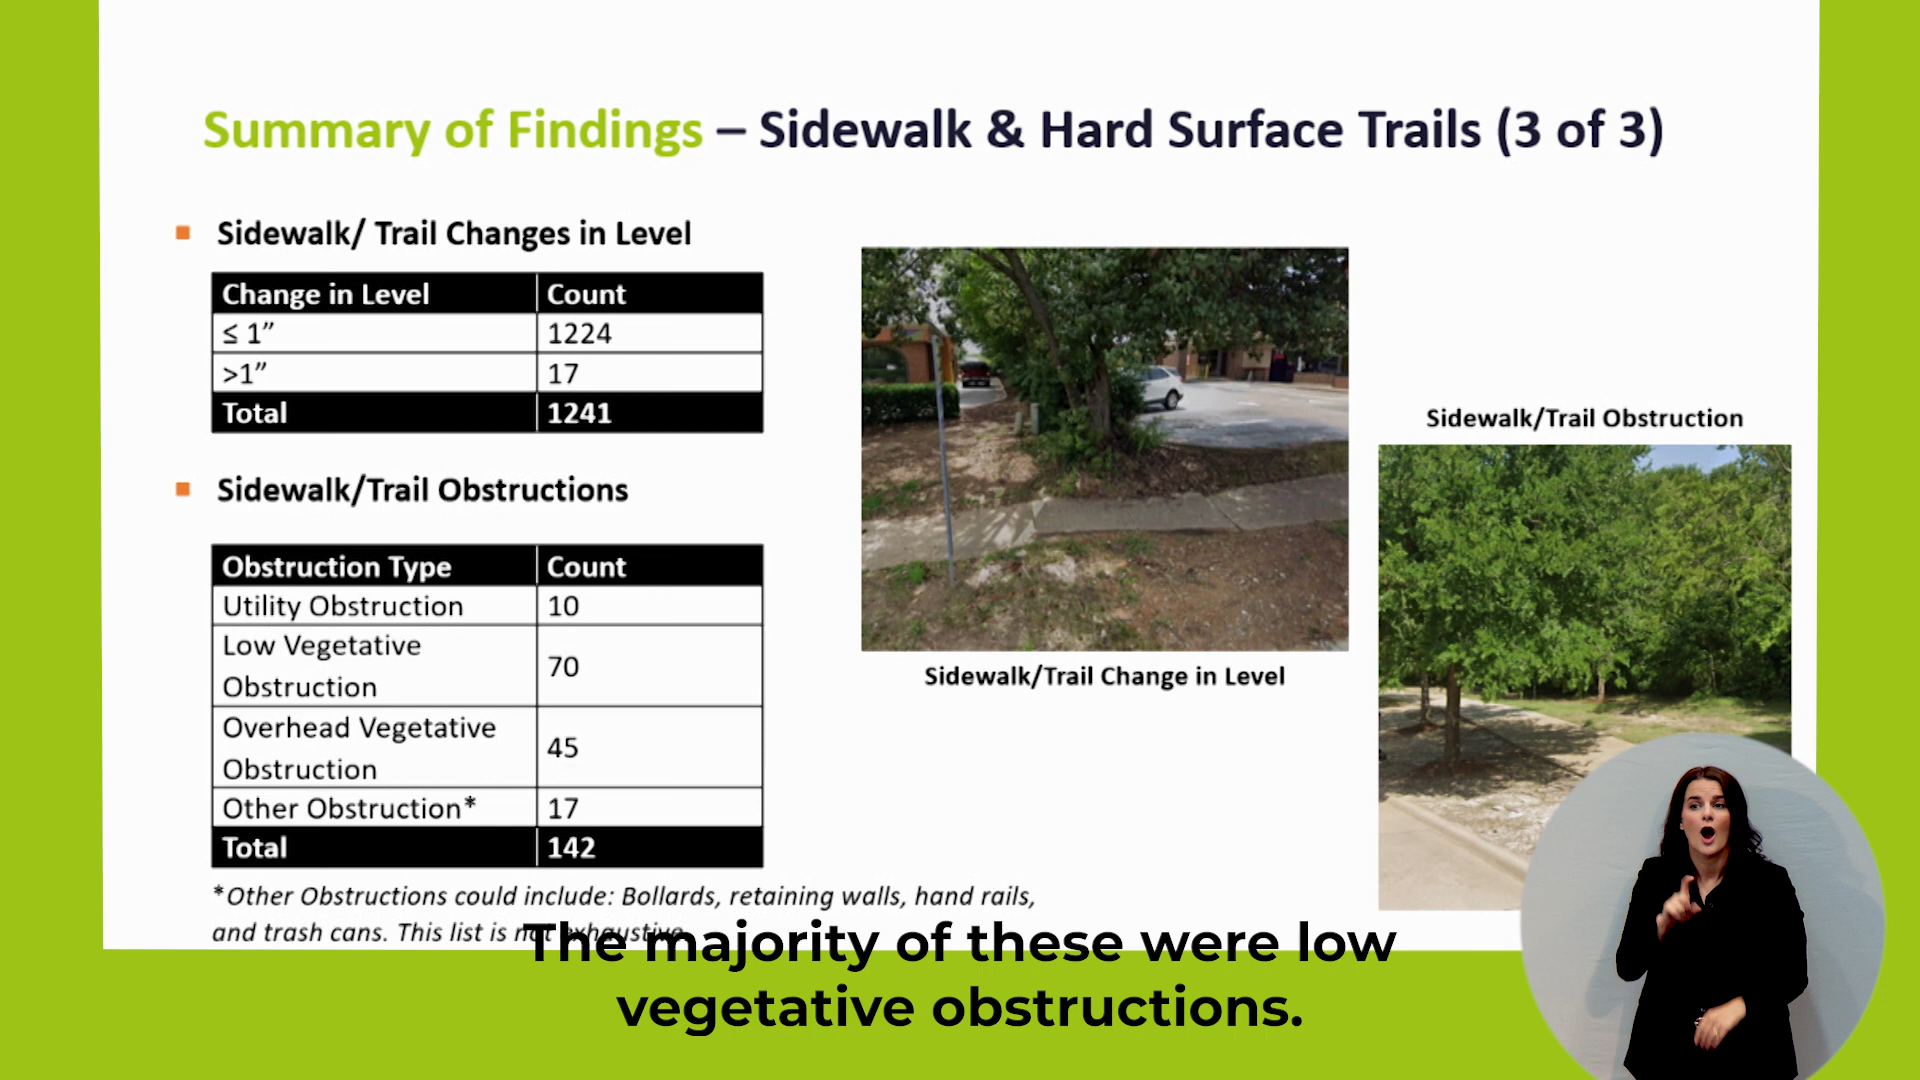 Summary of Findings – Sidewalk & Hard Surface Trails (3 of 3)
Sidewalk/ Trail Changes in Level
Change in Level Count
≤ 1” 1224
>1” 17
Total 1241
Sidewalk/Trail Obstructions
Obstruction Type Count
Utility Obstruction 10
Low Vegetative
Obstruction
70
Overhead Vegetative
Obstruction
45
Other Obstruction* 17
Total 142
*Other Obstructions could include: Bollards, retaining walls, hand rails,
and trash cans. This list is not exhaustive.
Sidewalk/Trail Change in Level
Sidewalk/Trail Obstruction
The majority of these were low
vegetative obstructions.